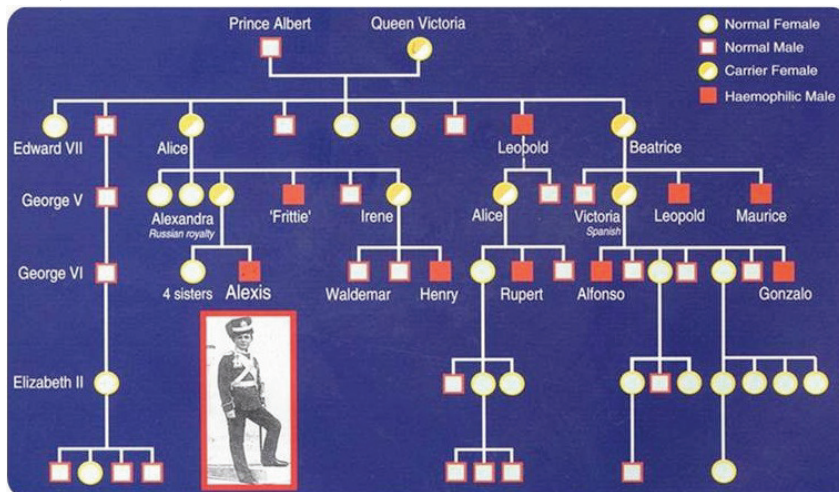 Prince Albert
Queen Victoria
Normal Female
Normal Male
Carrier Female
Haemophilic Male
Edward VII
Alice
Leopold
Beatrice
George V
Alexandra
Russian royalty
'Frittie'
Irene
Alice
Victoria
Spanish
Leopold
Maurice
George VI
4 sisters
Alexis
Waldemar
Henry
Rupert
Alfonso
Gonzalo
Elizabeth II